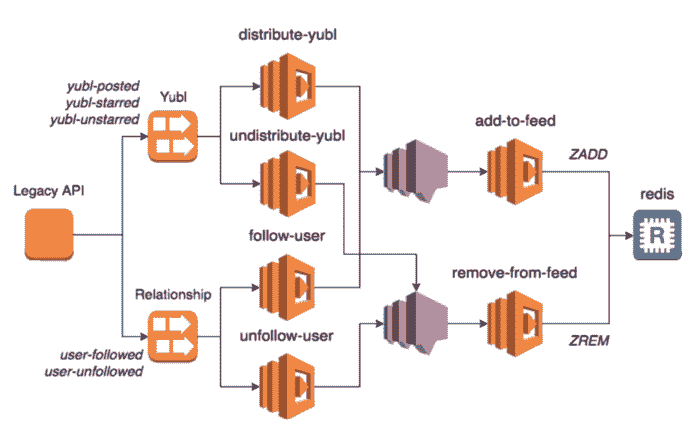 distribute-yubl
yubl-posted
yubl-starred
yubl-unstarred
Yubl
undistribute-yubl
add-to-feed
ZADD
Legacy API
redis
R
follow-user
Relationship
remove-from-feed
unfollow-user
user-followed
user-unfollowed
ZREM